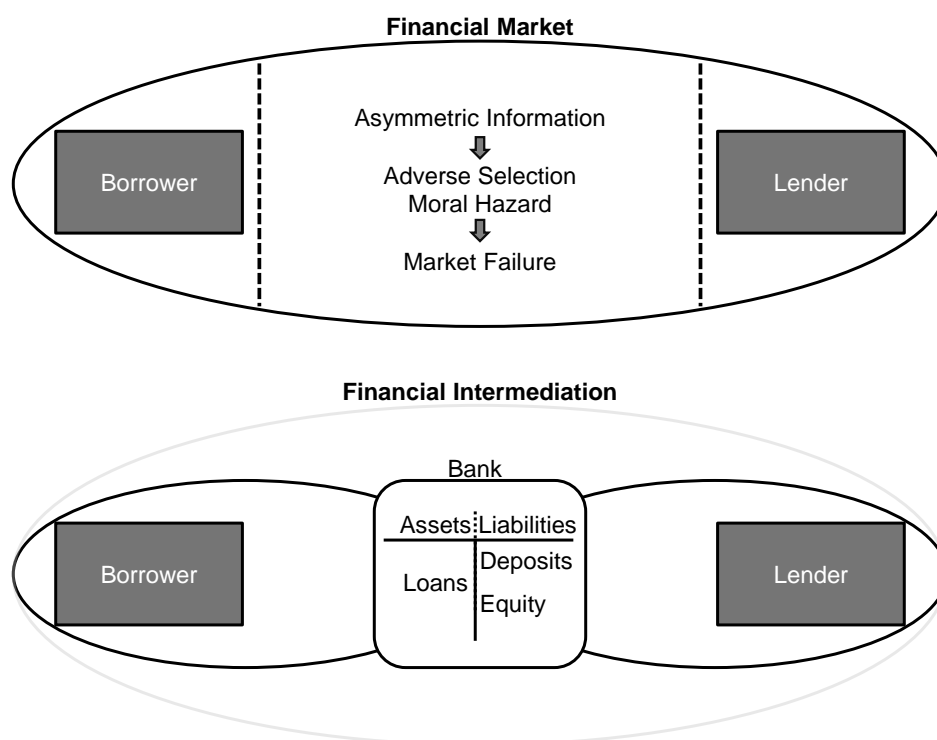 Financial Market
Asymmetric Information
Borrower
Adverse Selection
Moral Hazard
Lender
Market Failure
Financial Intermediation
Bank
Assets Liabilities
Borrower
Loans
Deposits
Equity
Lender